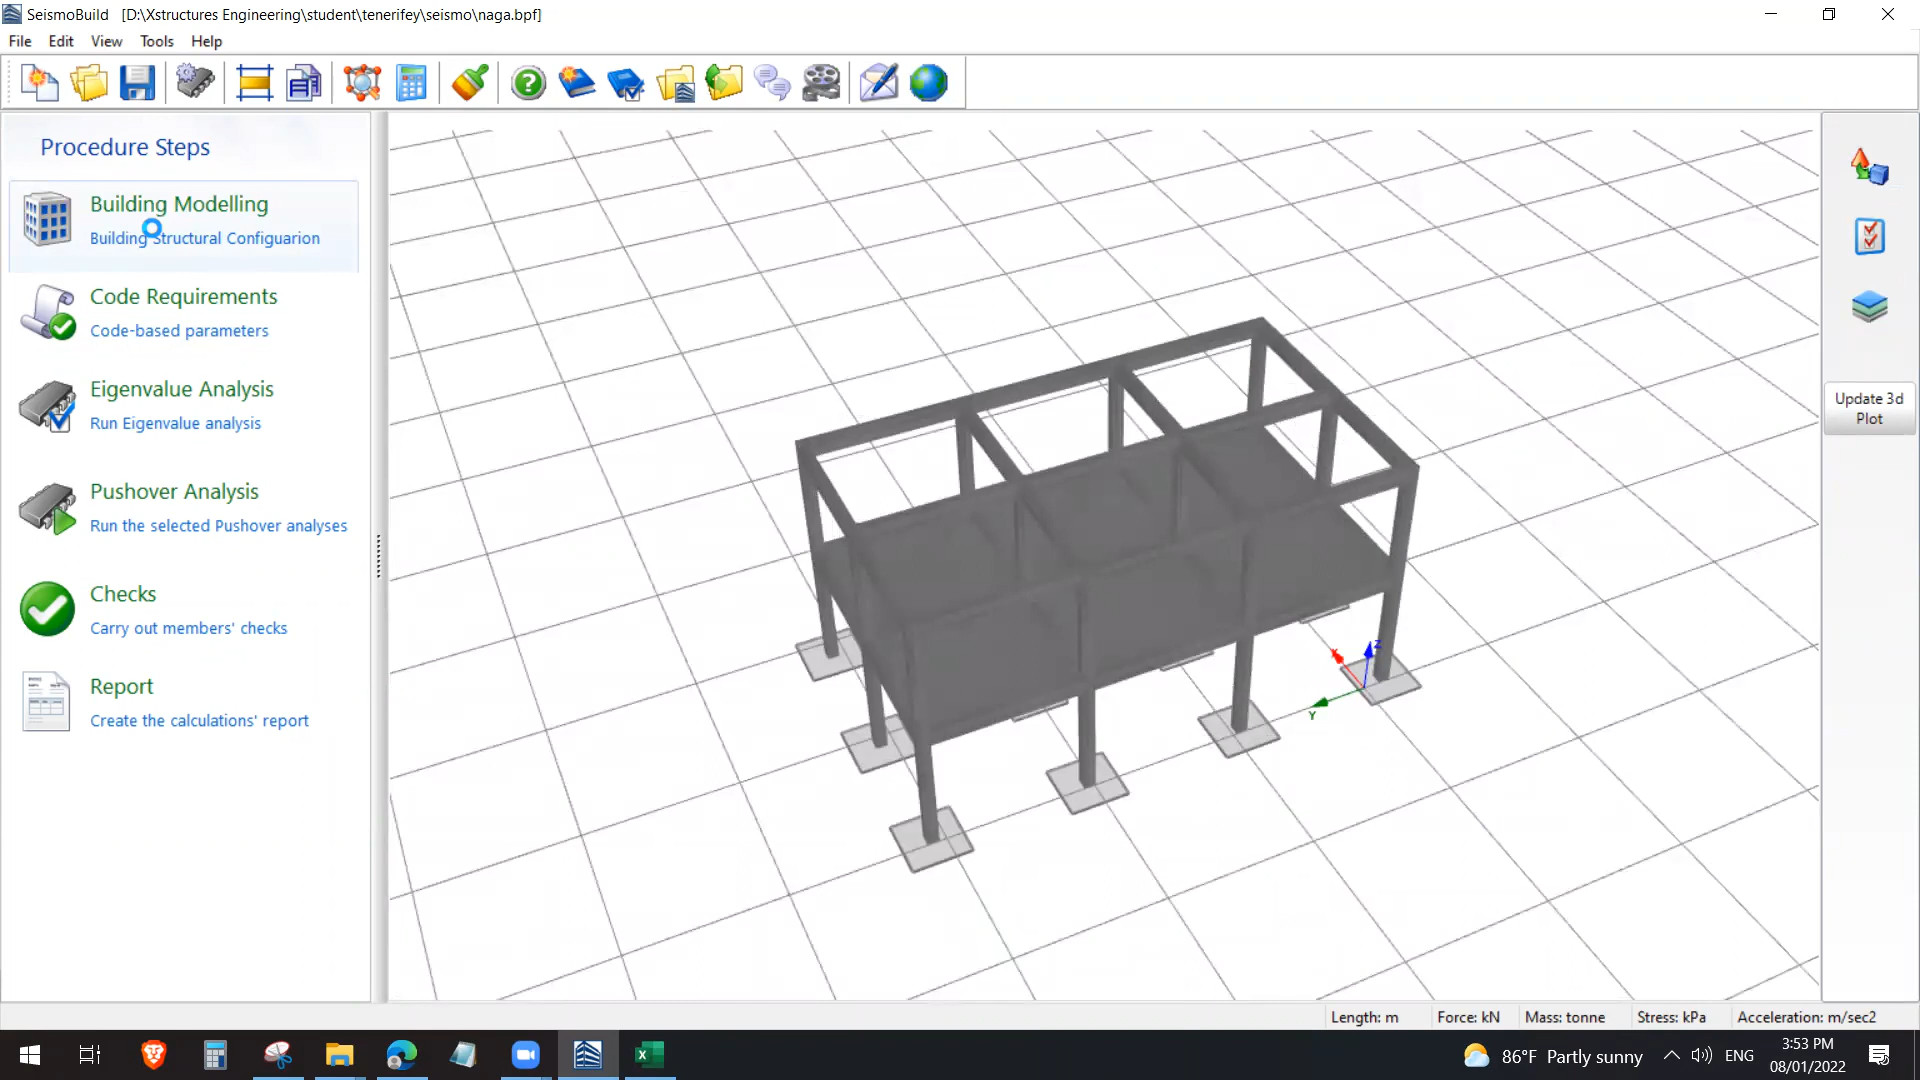 SeismoBuild [D:\Xstructures Engineering\student\tenerifey\seismo\naga.bpf]
File Edit View Tools Help
Procedure Steps
Building Modelling
Building Structural Configuarion
Code Requirements
Code-based parameters
Eigenvalue Analysis
Run Eigenvalue analysis
Pushover Analysis
Run the selected Pushover analyses
Checks
Carry out members' checks
Report
Create the calculations' report
Update 3d
Plot
X
Z
Y
Length: m Force: kN Mass: tonne Stress: kPa Acceleration: m/sec2
86°F Partly sunny ENG
3:53 PM
08/01/2022